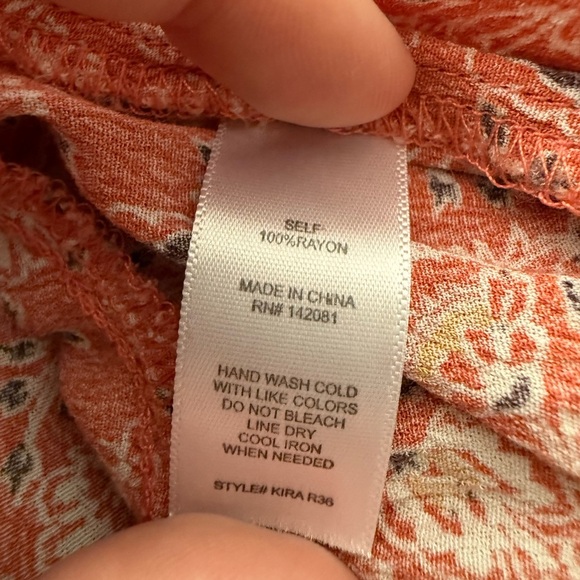 SELF
100%RAYON
MADE IN CHINA
RN# 142081
HAND WASH COLD
WITH LIKE COLORS
DO NOT BLEACH
LINE DRY
COOL IRON
WHEN NEEDED
STYLE# KIRA R36